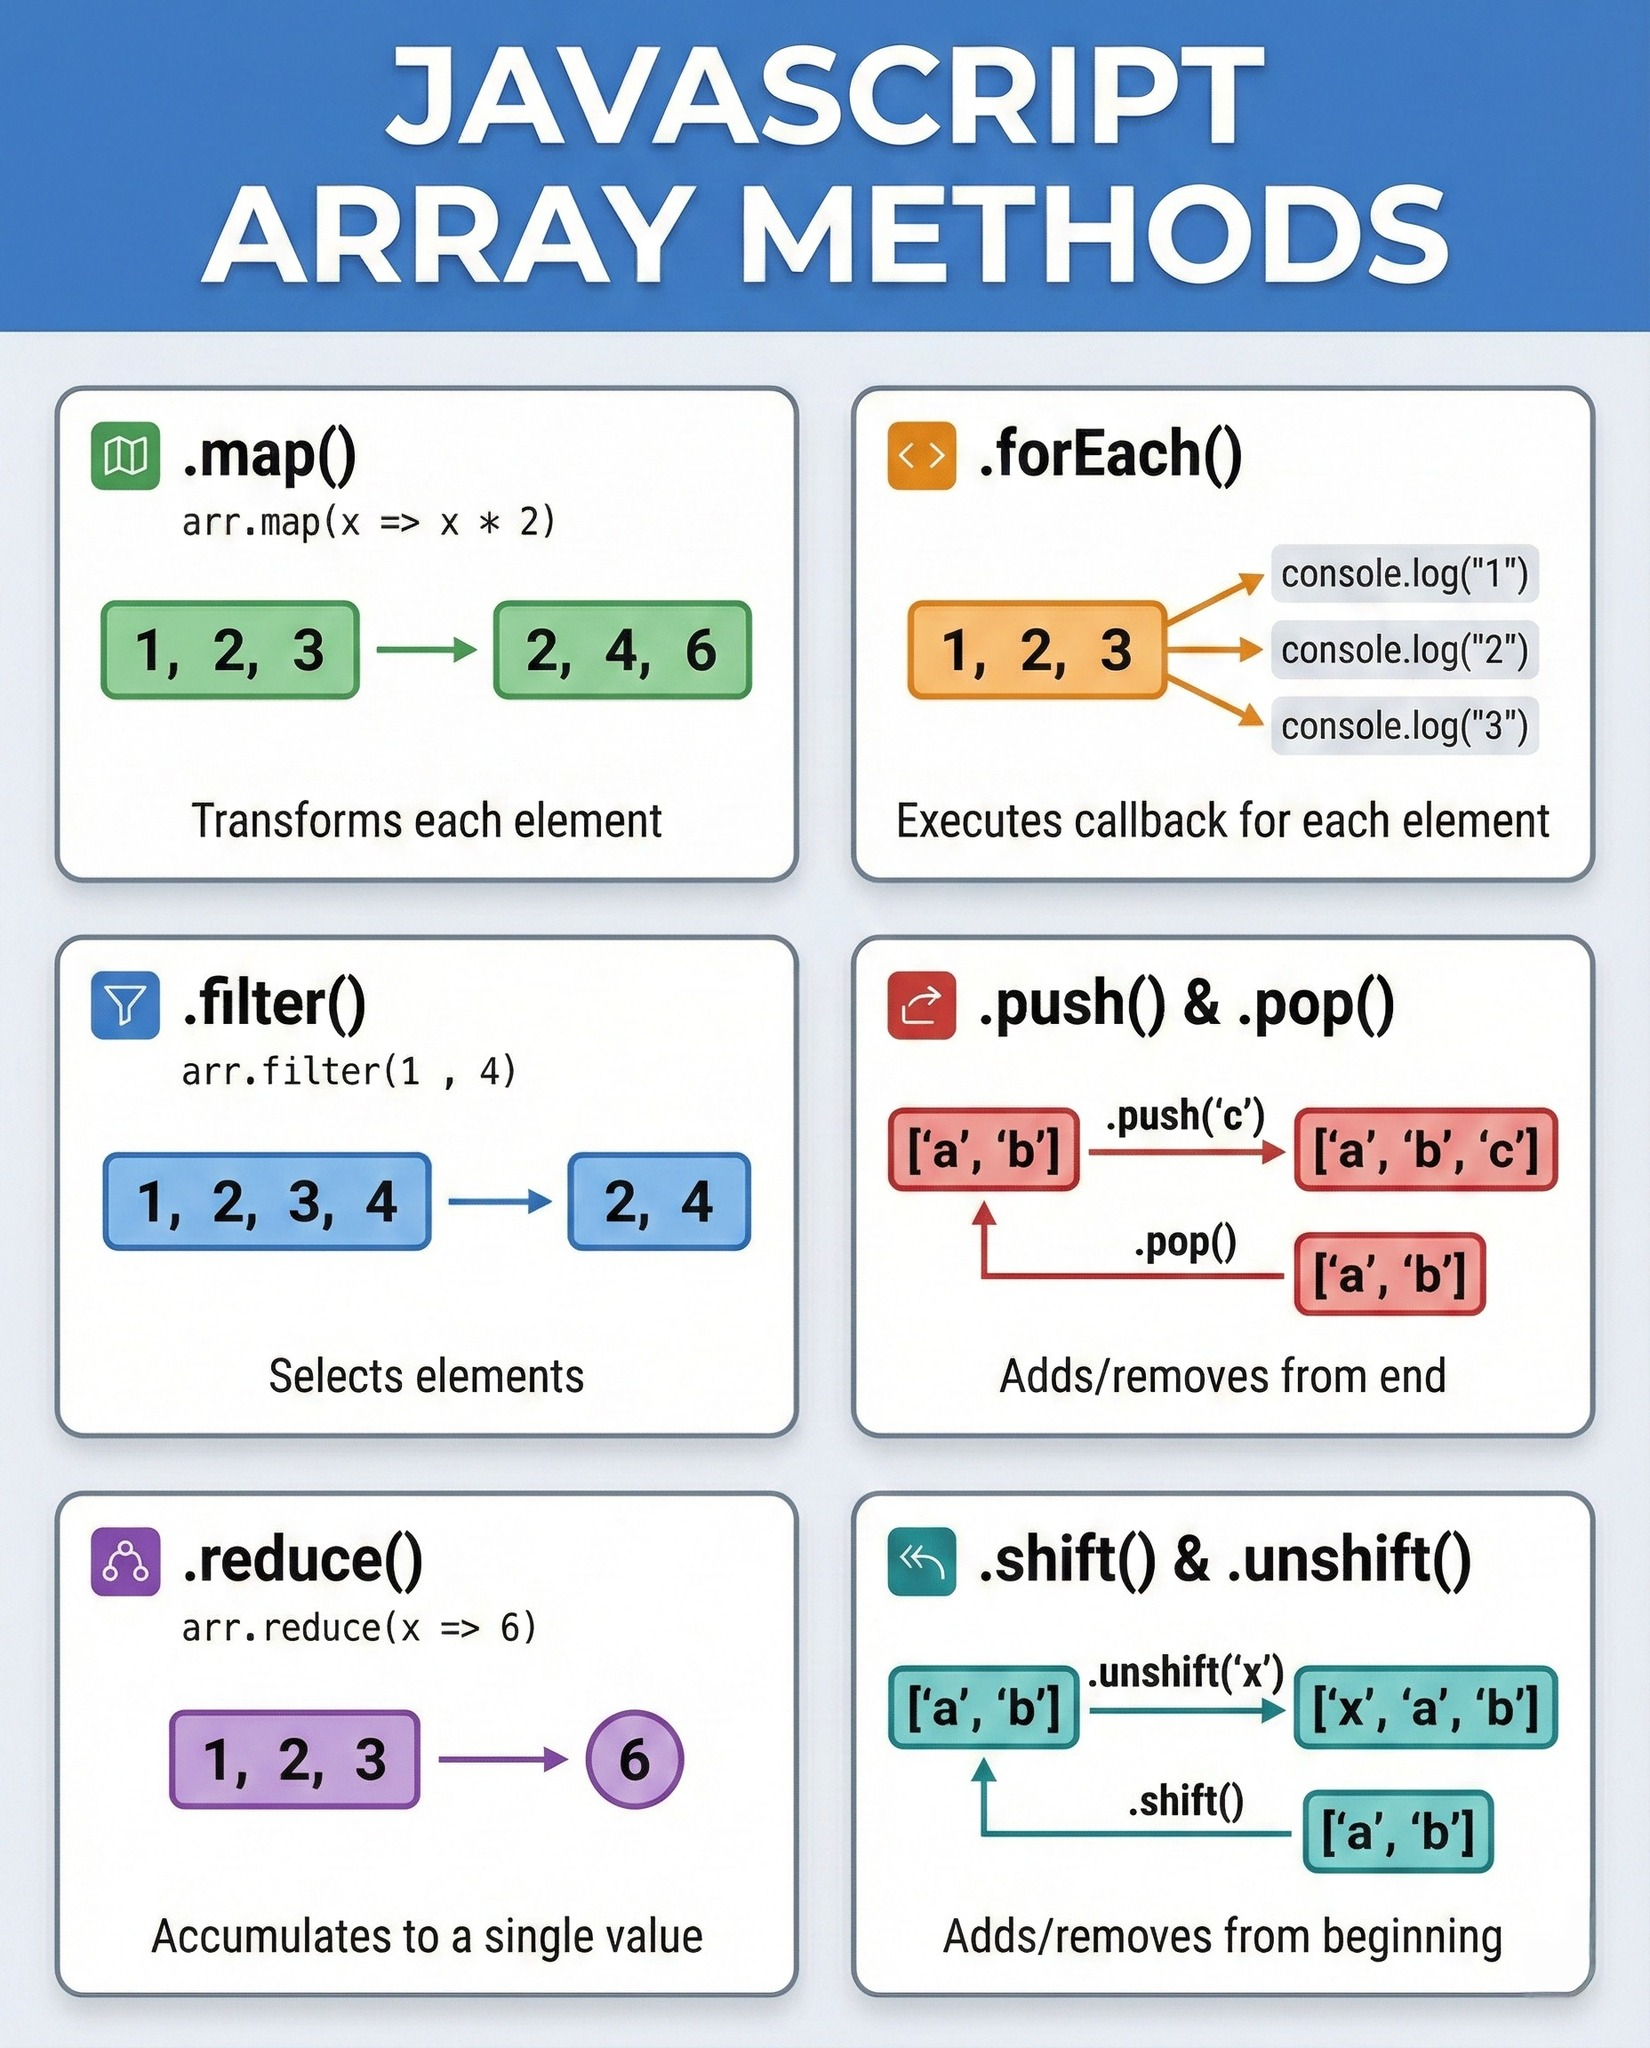 JAVASCRIPT
ARRAY METHODS
.map()
arr.map(x => x * 2)
1, 2, 3
2, 4, 6
Transforms each element
.forEach()
1, 2, 3
console.log("1")
console.log("2")
console.log("3")
Executes callback for each element
.filter()
arr.filter(1 , 4)
1, 2, 3, 4
2, 4
Selects elements
.push() & .pop()
[‘a’, ‘b’]
.push(‘c’)
[‘a’, ‘b’, ‘c’]
.pop()
[‘a’, ‘b’]
Adds/removes from end
.reduce()
arr.reduce(x => 6)
1, 2, 3
6
Accumulates to a single value
.shift() & .unshift()
[‘a’, ‘b’]
.unshift(‘x’)
[‘x’, ‘a’, ‘b’]
.shift()
[‘a’, ‘b’]
Adds/removes from beginning